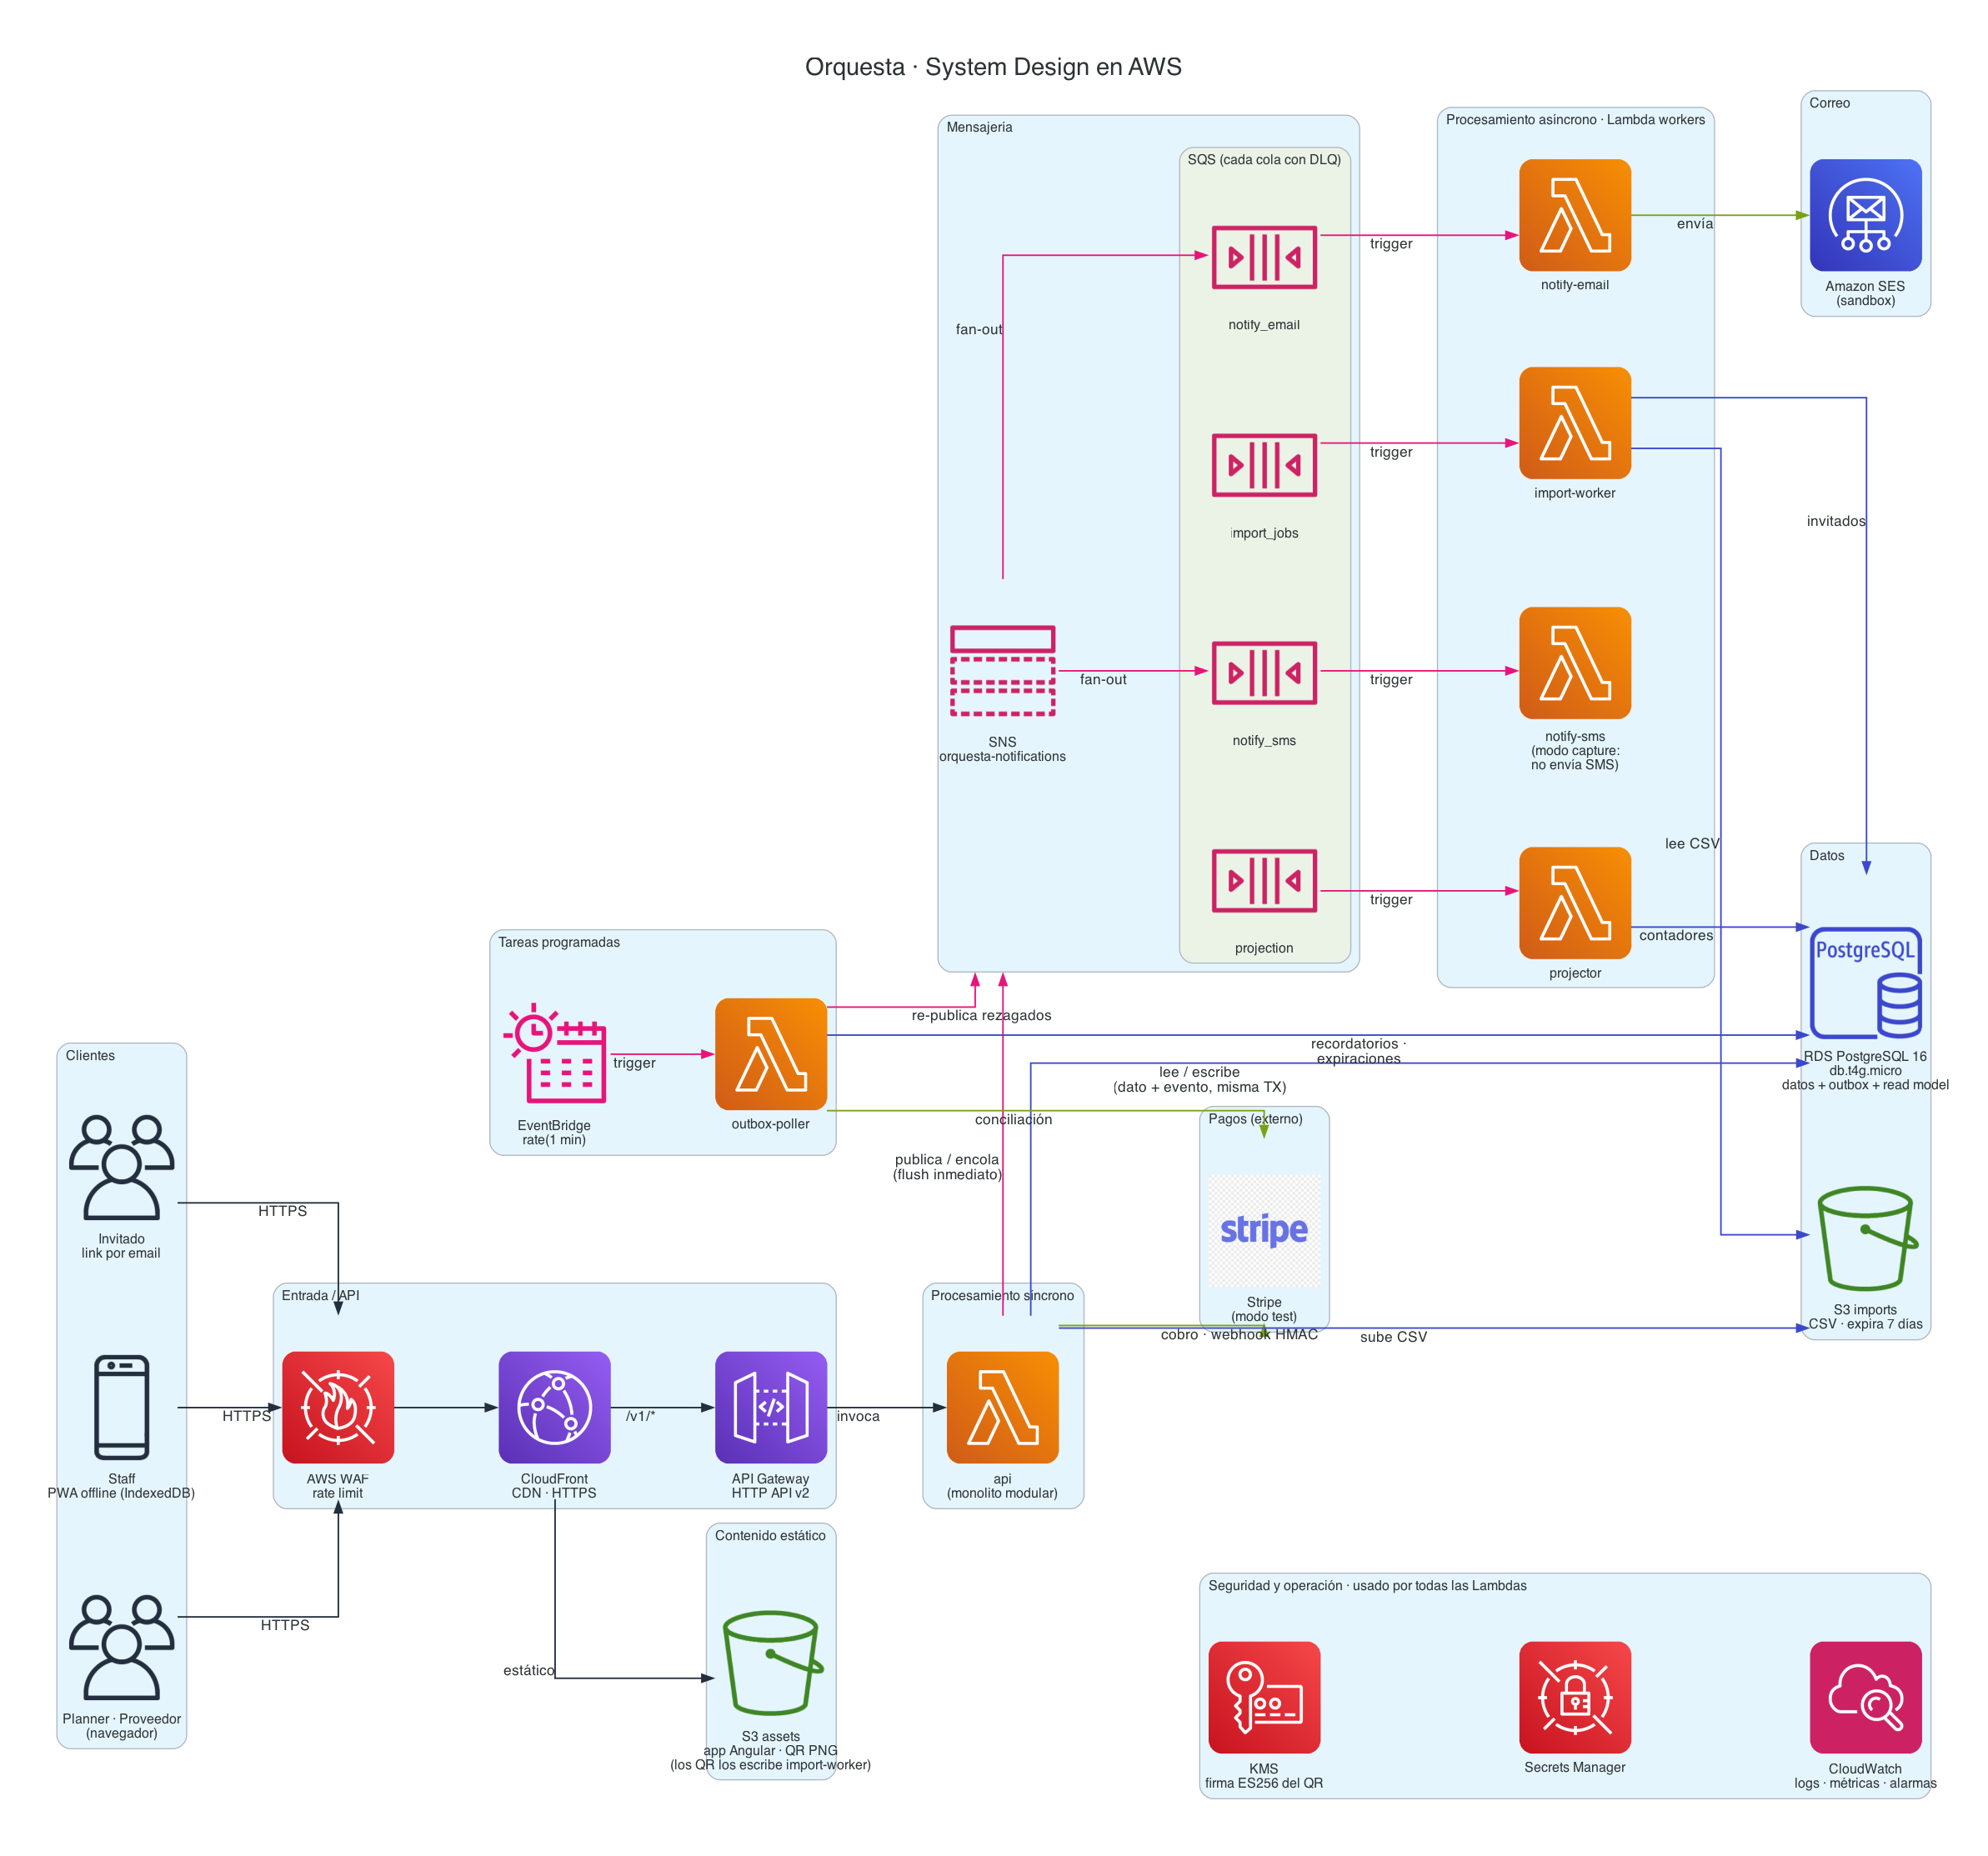 Orquesta · System Design en AWS
Mensajería
SQS (cada cola con DLQ)
fan-out
notify_email
import_jobs
fan-out
notify_sms
projection
SNS
orquesta-notifications
Procesamiento asíncrono · Lambda workers
trigger
notify-email
trigger
import-worker
trigger
notify-sms
(modo capture:
no envía SMS)
trigger
projector
Correo
envía
Amazon SES
(sandbox)
invitados
lee CSV
contadores
Datos
PostgreSQL
RDS PostgreSQL 16
db.t4g.micro
datos + outbox + read model
S3 imports
CSV · expira 7 dias
Tareas programadas
EventBridge
rate(1 min)
trigger
outbox-poller
re-publica rezagados
recordatorios ·
expiraciones
lee / escribe
(dato + evento, misma TX)
conciliación
publica / encola
(flush inmediato)
Pagos (externo)
stripe
Stripe
(modo test)
cobro · webhook HMAC
sube CSV
Clientes
Invitado
link por email
HTTPS
Staff
PWA offline (IndexedDB)
HTTPS
Planner · Proveedor
(navegador)
HTTPS
Entrada / API
AWS WAF
rate limit
CloudFront
CDN · HTTPS
/v1/*
API Gateway
HTTP API v2
invoca
Procesamiento síncrono
api
(monolito modular)
Contenido estático
estático
S3 assets
app Angular · QR PNG
(los QR los escribe import-worker)
Seguridad y operación · usado por todas las Lambdas
KMS
firma ES256 del QR
Secrets Manager
CloudWatch
logs · métricas · alarmas